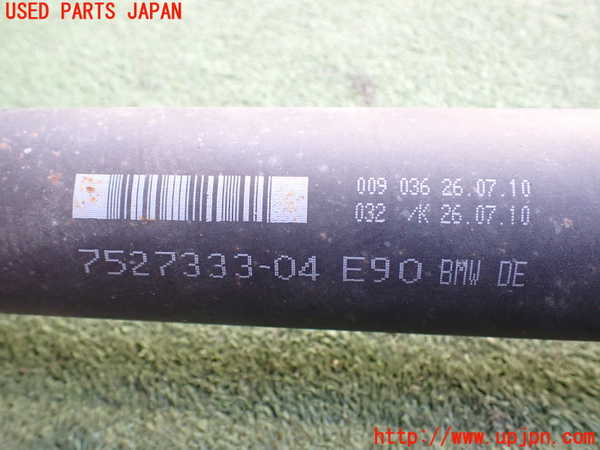 USED PARTS JAPAN
009 036 26.07.10
032 /K 26.07.10
7527333-04 E90 BMW DE
http://www.upjpn.com/